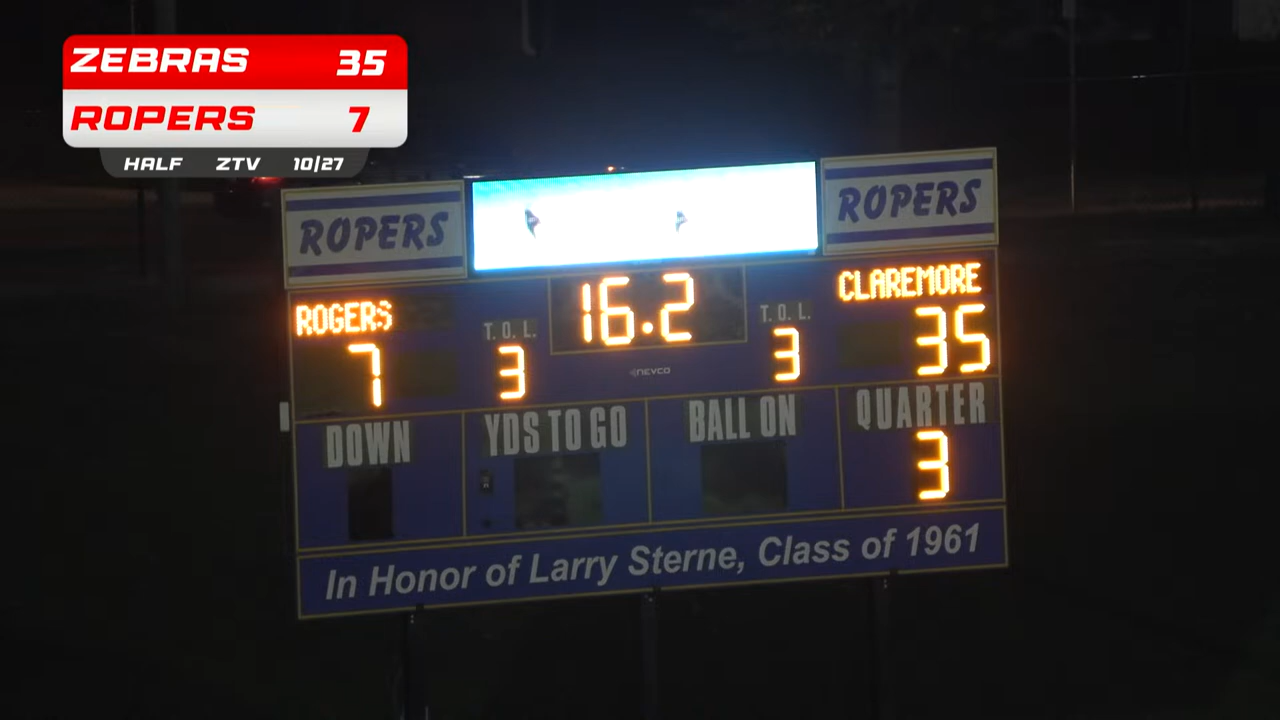 ZEBRAS 35
ROPERS 7
HALF ZTV 10/27
ROPERS
ROPERS
ROGERS
16.2
CLAREMORE
7
T. O. L.
3
T. O. L.
3
35
NEVCO
DOWN
YDS TO GO
BALL ON
QUARTER
3
In Honor of Larry Sterne, Class of 1961